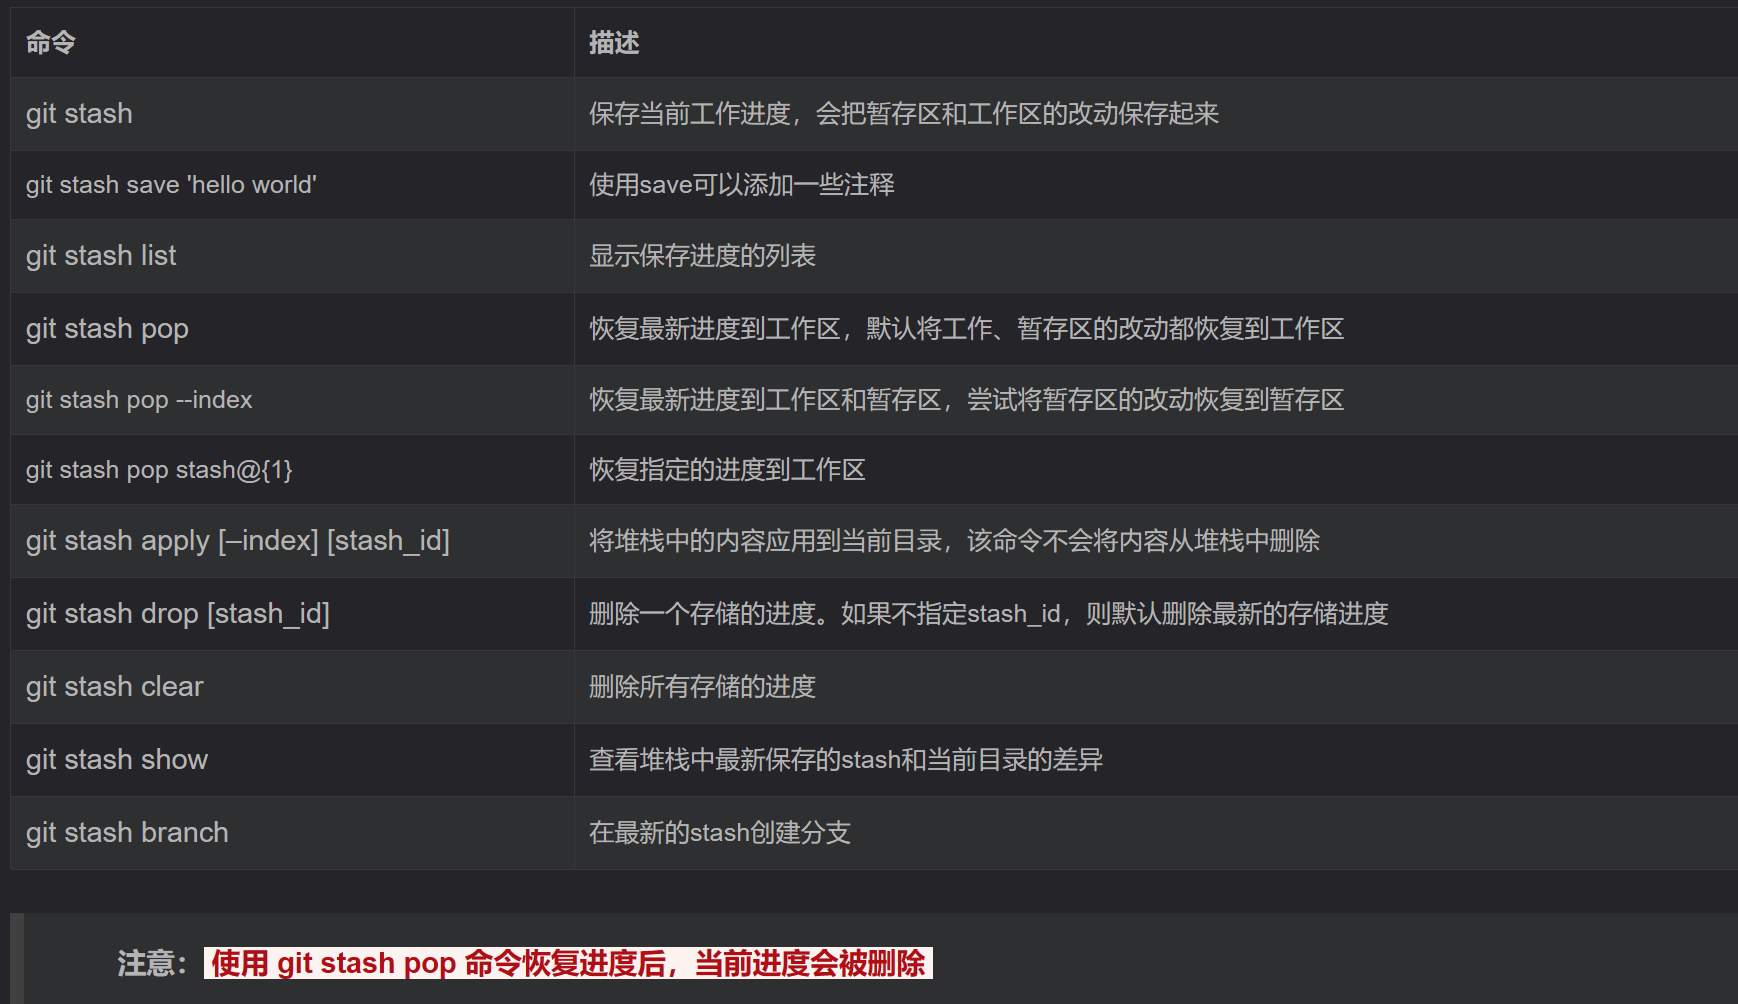 命令 描述
git stash 保存当前工作进度，会把暂存区和工作区的改动保存起来
git stash save 'hello world' 使用save可以添加一些注释
git stash list 显示保存进度的列表
git stash pop 恢复最新进度到工作区，默认将工作、暂存区的改动都恢复到工作区
git stash pop --index 恢复最新进度到工作区和暂存区，尝试将暂存区的改动恢复到暂存区
git stash pop stash@{1} 恢复指定的进度到工作区
git stash apply [–index] [stash_id] 将堆栈中的内容应用到当前目录，该命令不会将内容从堆栈中删除
git stash drop [stash_id] 删除一个存储的进度。如果不指定stash_id，则默认删除最新的存储进度
git stash clear 删除所有存储的进度
git stash show 查看堆栈中最新保存的stash和当前目录的差异
git stash branch 在最新的stash创建分支
注意：使用 git stash pop 命令恢复进度后，当前进度会被删除